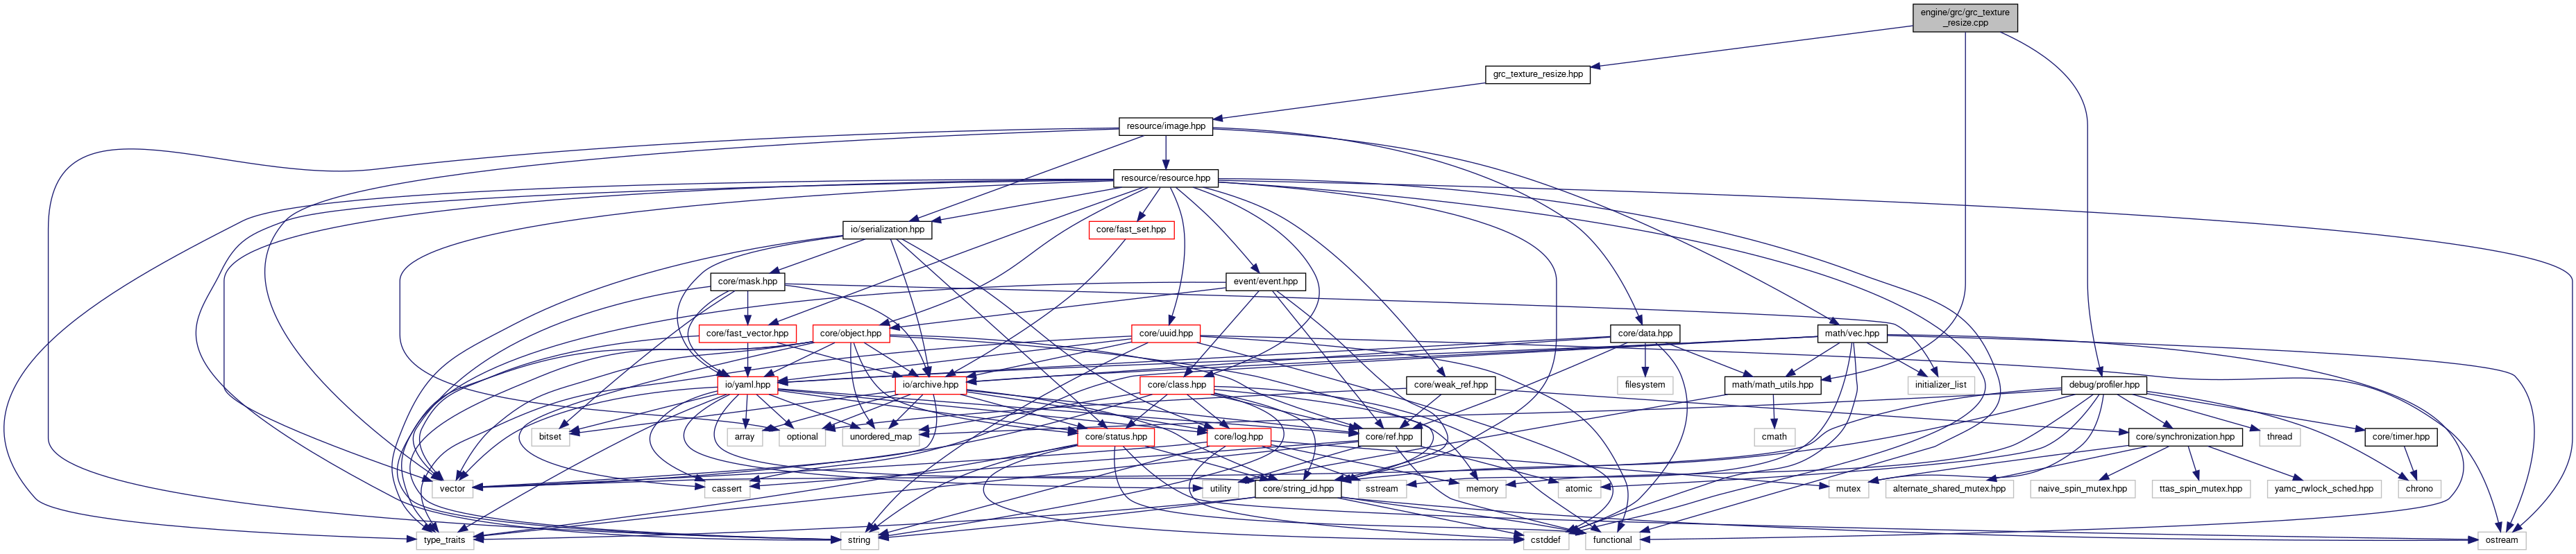 engine/grc/grc_texture
_resize.cpp
grc_texture_resize.hpp
resource/image.hpp
resource/resource.hpp
io/serialization.hpp
core/fast_set.hpp
core/mask.hpp
event/event.hpp
core/fast_vector.hpp
core/object.hpp
core/uuid.hpp
core/data.hpp
math/vec.hpp
io/yaml.hpp
io/archive.hpp
core/class.hpp
core/weak_ref.hpp
filesystem
math/math_utils.hpp
initializer_list
debug/profiler.hpp
bitset
array
optional
unordered_map
core/status.hpp
core/log.hpp
core/ref.hpp
cmath
core/synchronization.hpp
thread
core/timer.hpp
vector
cassert
utility
core/string_id.hpp
sstream
memory
atomic
mutex
alternate_shared_mutex.hpp
naive_spin_mutex.hpp
ttas_spin_mutex.hpp
yamc_rwlock_sched.hpp
chrono
type_traits
string
cstddef
functional
ostream